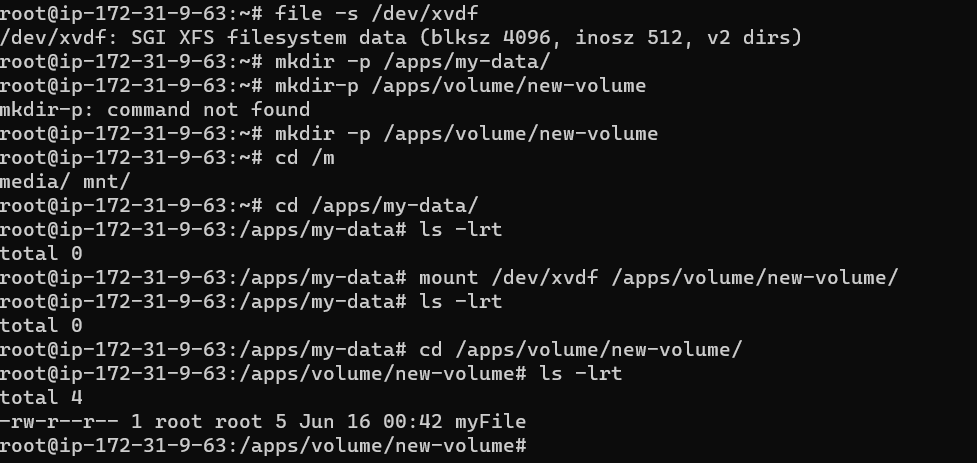 root@ip-172-31-9-63:~# file -s /dev/xvdf
/dev/xvdf: SGI XFS filesystem data (blksz 4096, inosz 512, v2 dirs)
root@ip-172-31-9-63:~# mkdir -p /apps/my-data/
root@ip-172-31-9-63:~# mkdir-p /apps/volume/new-volume
mkdir-p: command not found
root@ip-172-31-9-63:~# mkdir -p /apps/volume/new-volume
root@ip-172-31-9-63:~# cd /m
media/ mnt/
root@ip-172-31-9-63:~# cd /apps/my-data/
root@ip-172-31-9-63:/apps/my-data# ls -lrt
total 0
root@ip-172-31-9-63:/apps/my-data# mount /dev/xvdf /apps/volume/new-volume/
root@ip-172-31-9-63:/apps/my-data# ls -lrt
total 0
root@ip-172-31-9-63:/apps/my-data# cd /apps/volume/new-volume/
root@ip-172-31-9-63:/apps/volume/new-volume# ls -lrt
total 4
-rw-r--r-- 1 root root 5 Jun 16 00:42 myFile
root@ip-172-31-9-63:/apps/volume/new-volume#